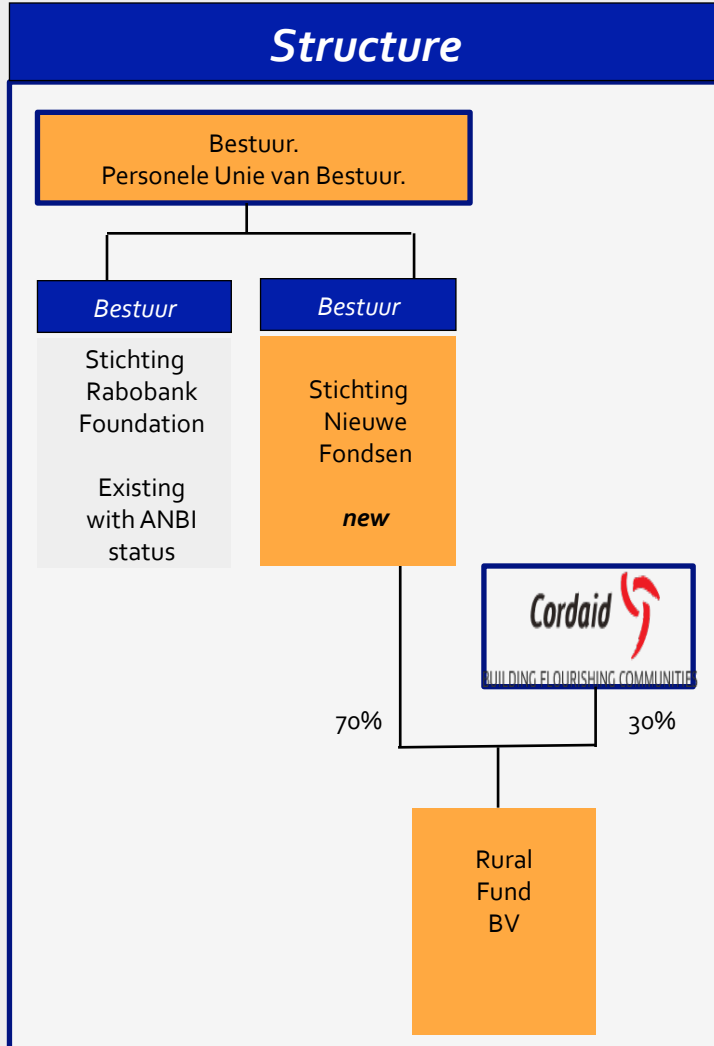 Structure
Bestuur.
Personele Unie van Bestuur.
Bestuur
Bestuur
Stichting
Rabobank
Foundation
Existing
with ANBI
status
Stichting
Nieuwe
Fondsen
new
Cordaid
BUILDING FLOURISHING COMMUNITIES
70%
30%
Rural
Fund
BV